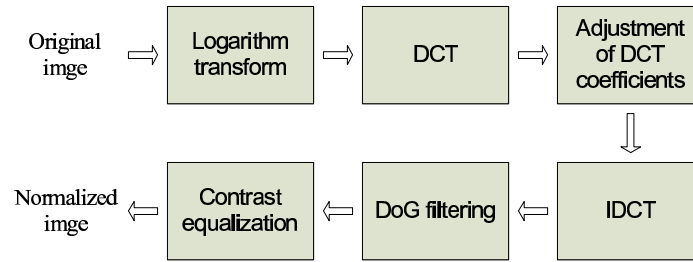 Original
imge
Logarithm
transform
DCT
Adjustment
of DCT
coefficients
Normalized
imge
Contrast
equalization
DoG filtering
IDCT